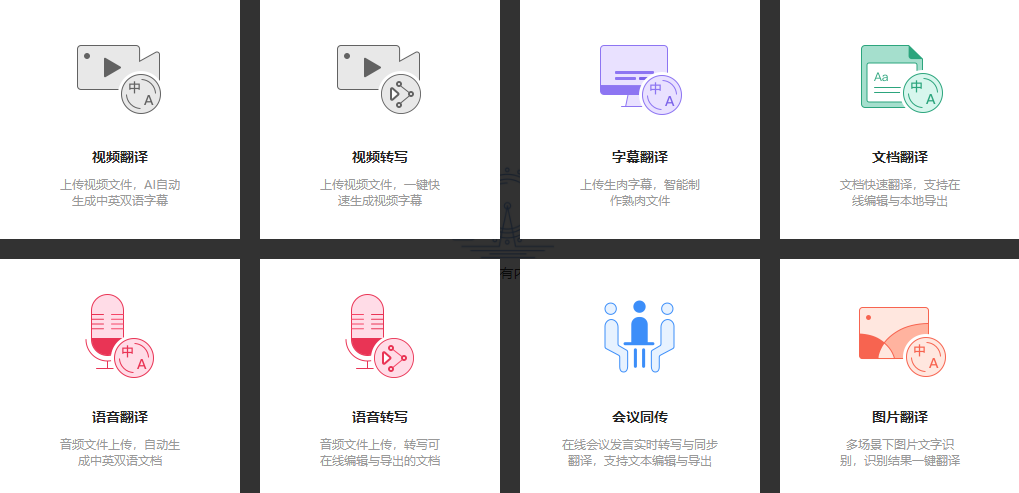 中
A
中
A
Aa
中
A
视频翻译
视频转写
字幕翻译
文档翻译
上传视频文件，AI自动
生成中英双语字幕
上传视频文件，一键快
速生成视频字幕
上传生肉字幕，智能制
作熟肉文件
文档快速翻译，支持在
线编辑与本地导出
有
中
A
中
A
语音翻译
语音转写
会议同传
图片翻译
音频文件上传，自动生
成中英双语文档
音频文件上传，转写可
在线编辑与导出的文档
在线会议发言实时转写与同步
翻译，支持文本编辑与导出
多场景下图片文字识
别，识别结果一键翻译